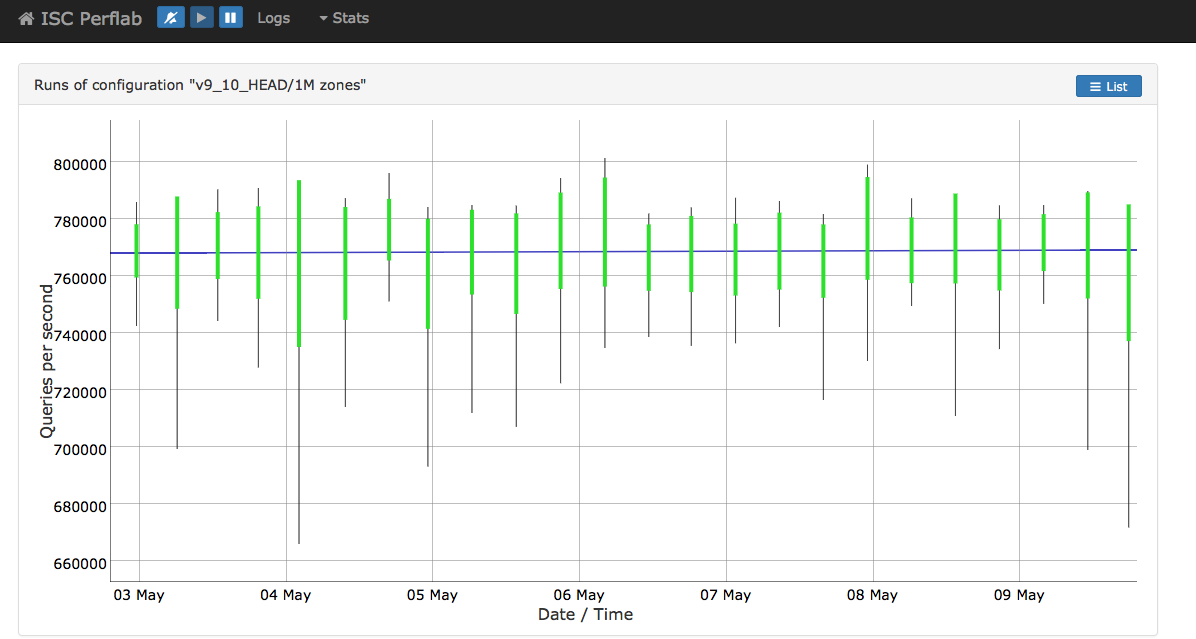 ISC Perflab Logs Stats
Runs of configuration "v9_10_HEAD/1M zones"
List
800000
780000
760000
740000
720000
700000
680000
660000
Queries per second
03 May 04 May 05 May 06 May 07 May 08 May 09 May
Date / Time